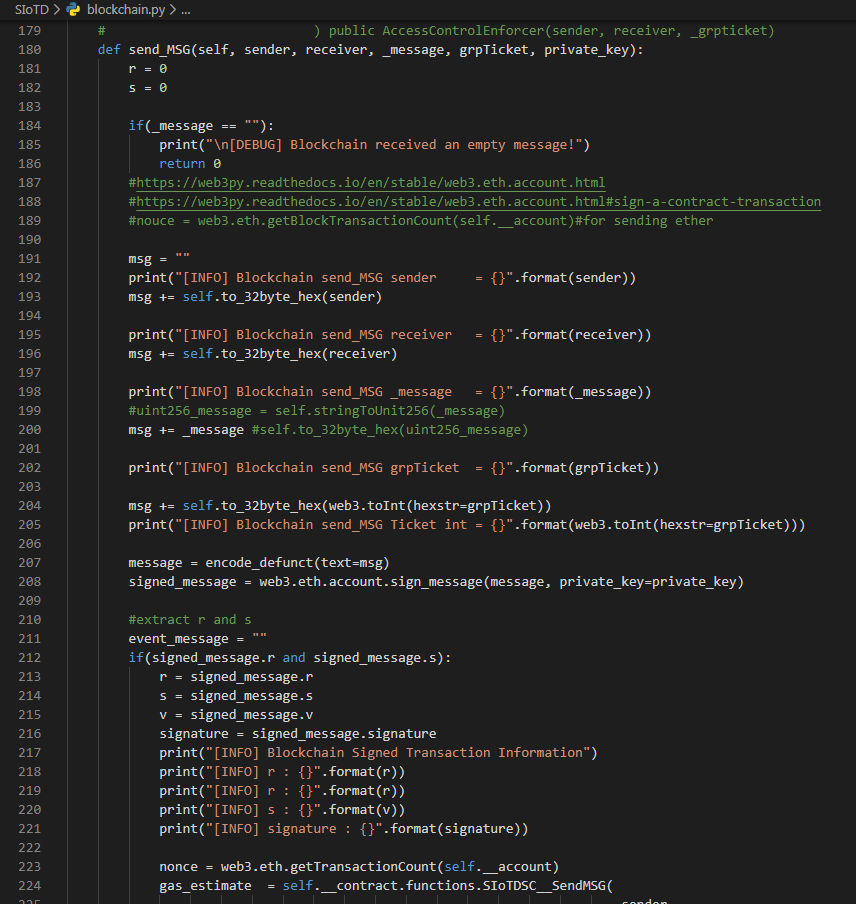 SIoTD > blockchain.py > ...
179 # ) public AccessControlEnforcer(sender, receiver, _grpticket)
180 def send_MSG(self, sender, receiver, _message, grpTicket, private_key):
181 r = 0
182 s = 0
183
184 if(_message == ""):
185 print("\n[DEBUG] Blockchain received an empty message!")
186 return 0
187 #https://web3py.readthedocs.io/en/stable/web3.eth.account.html
188 #https://web3py.readthedocs.io/en/stable/web3.eth.account.html#sign-a-contract-transaction
189 #nouce = web3.eth.getBlockTransactionCount(self.__account)#for sending ether
190
191 msg = ""
192 print("[INFO] Blockchain send_MSG sender     = {}".format(sender))
193 msg += self.to_32byte_hex(sender)
194
195 print("[INFO] Blockchain send_MSG receiver   = {}".format(receiver))
196 msg += self.to_32byte_hex(receiver)
197
198 print("[INFO] Blockchain send_MSG _message   = {}".format(_message))
199 #uint256_message = self.stringToUnit256(_message)
200 msg += _message #self.to_32byte_hex(uint256_message)
201
202 print("[INFO] Blockchain send_MSG grpTicket  = {}".format(grpTicket))
203
204 msg += self.to_32byte_hex(web3.toInt(hexstr=grpTicket))
205 print("[INFO] Blockchain send_MSG Ticket int = {}".format(web3.toInt(hexstr=grpTicket)))
206
207 message = encode_defunct(text=msg)
208 signed_message = web3.eth.account.sign_message(message, private_key=private_key)
209
210 #extract r and s
211 event_message = ""
212 if(signed_message.r and signed_message.s):
213 r = signed_message.r
214 s = signed_message.s
215 v = signed_message.v
216 signature = signed_message.signature
217 print("[INFO] Blockchain Signed Transaction Information")
218 print("[INFO] r : {}".format(r))
219 print("[INFO] r : {}".format(r))
220 print("[INFO] s : {}".format(v))
221 print("[INFO] signature : {}".format(signature))
222
223 nonce = web3.eth.getTransactionCount(self.__account)
224 gas_estimate  = self.__contract.functions.SIoTDSC__SendMSG(
225 sender